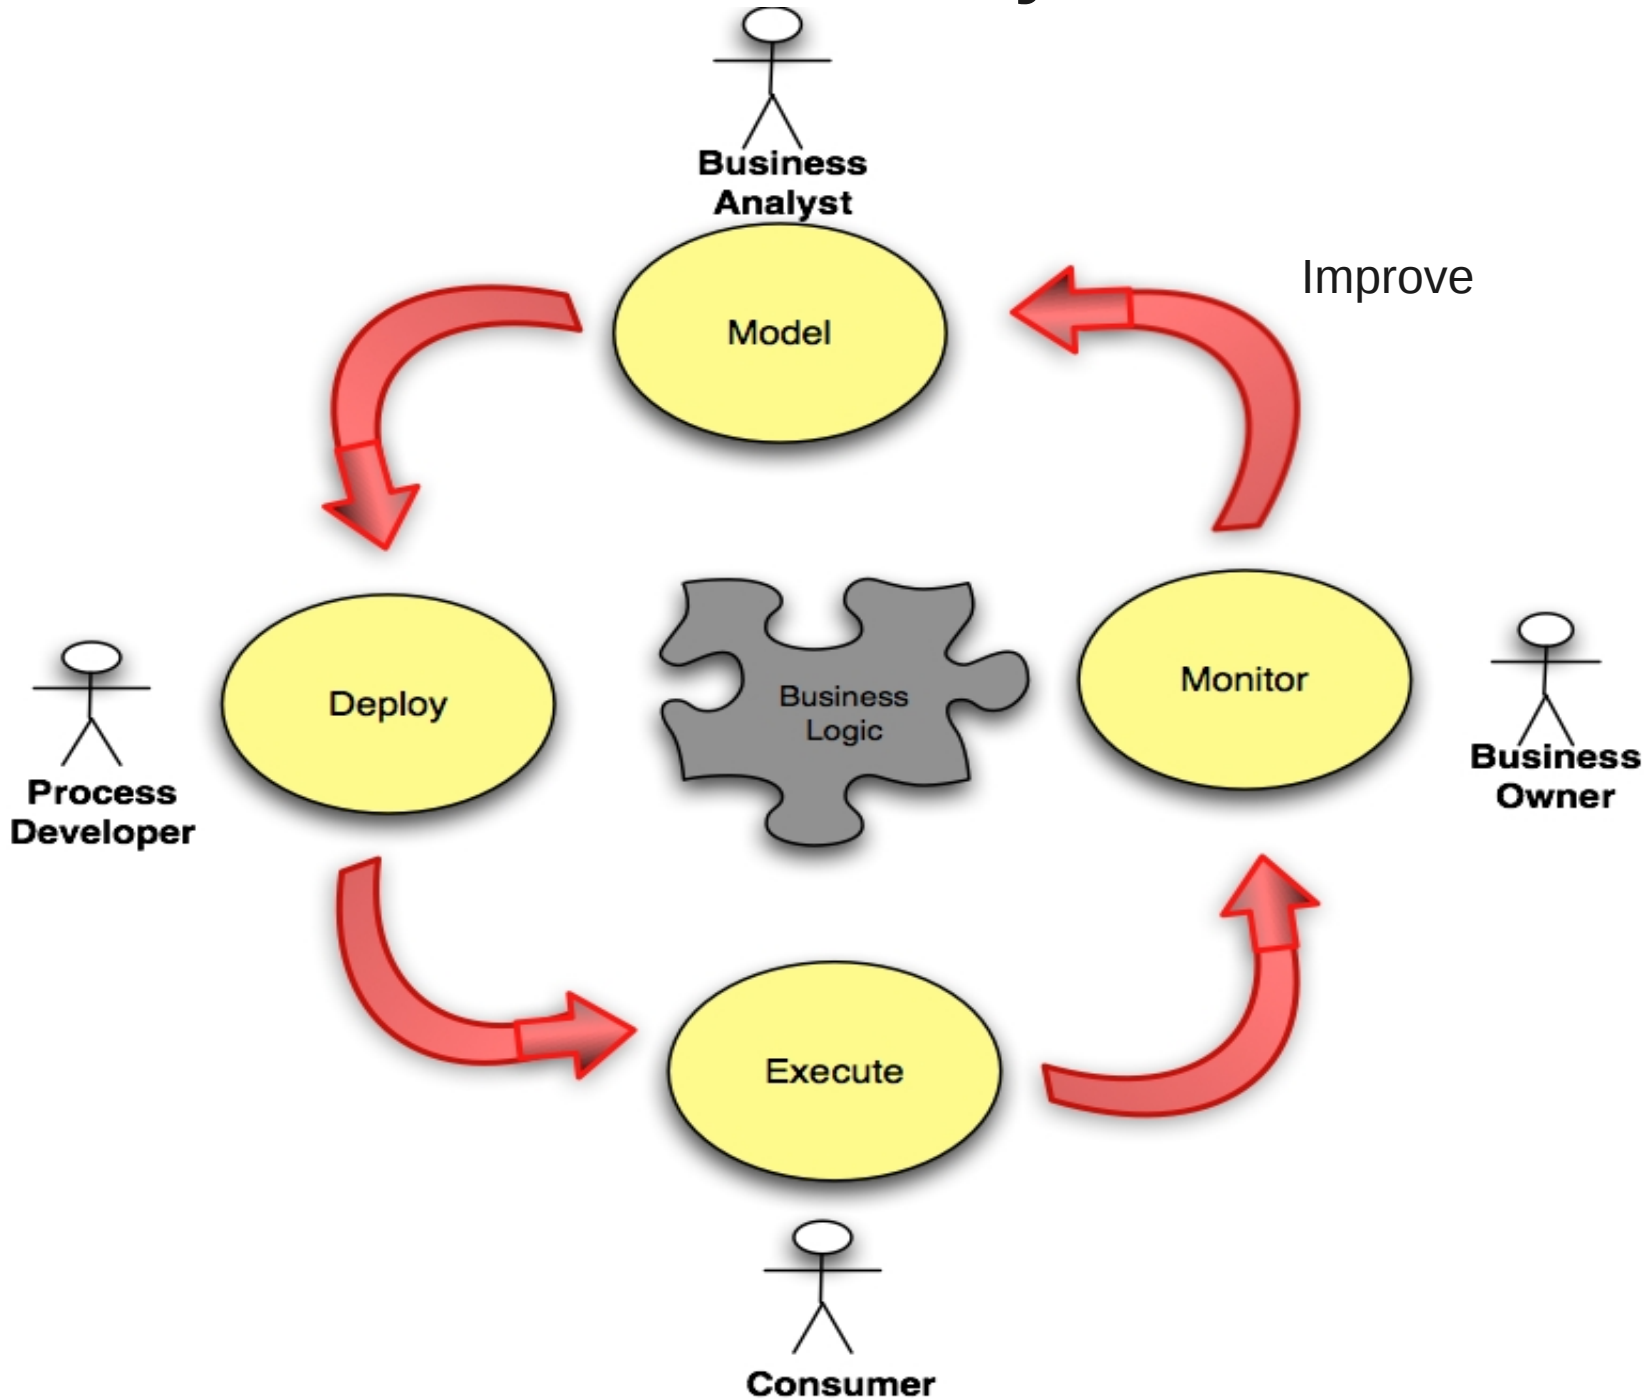 Business
Analyst
Improve
Model
Business
Logic
Monitor
Deploy
Business
Owner
Process
Developer
Execute
Consumer